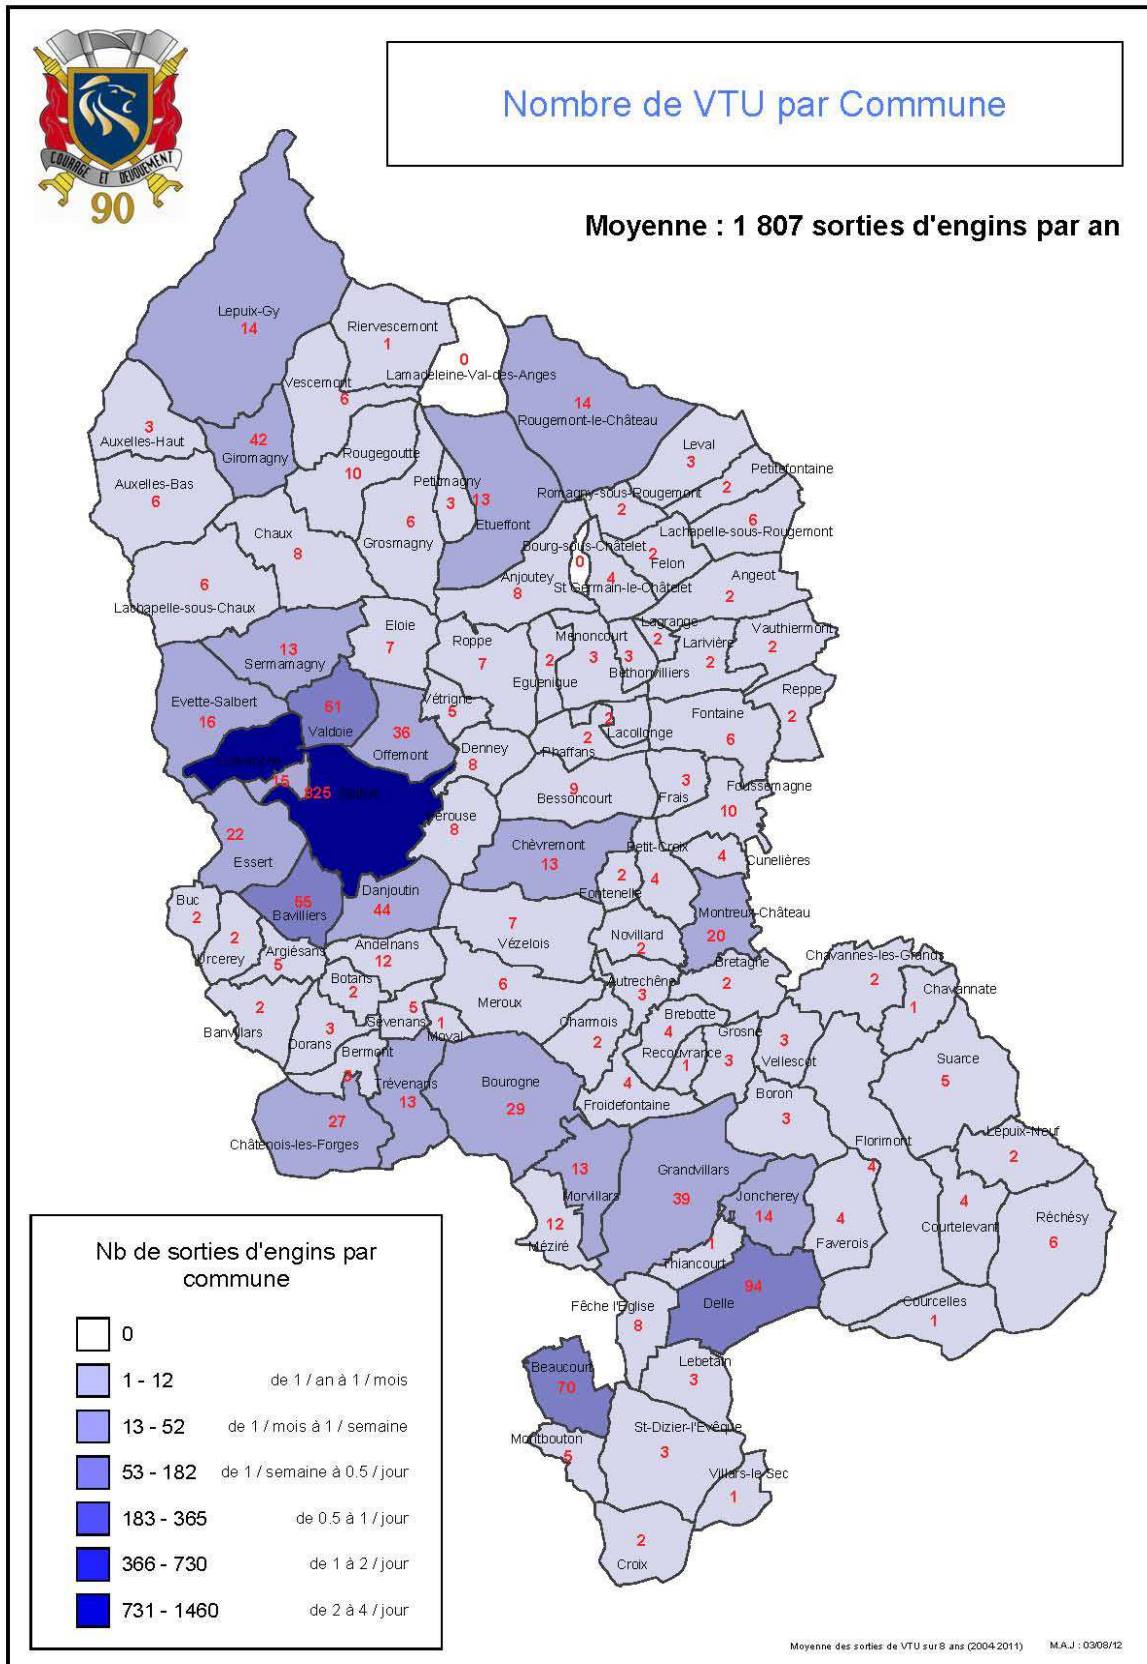 COURAGE ET DEVOUEMENT
90
Nombre de VTU par Commune
Moyenne : 1 807 sorties d'engins par an
Lepuix-Gy
14
Riervescemont
1
0
Lamadeleine-Val-des-Anges
Vescemont
6
14
Rougemont-le-Château
3
Auxelles-Haut
42
Giromagny
Rougegoutte
10
Leval
3
Petitefontaine
2
Auxelles-Bas
6
Petitmagny
3
13
Etueffont
Romagny-sous-Rougemont
2
6
Lachapelle-sous-Rougemont
Chaux
8
6
Grosmagny
Bourg-sous-Châtelet
0
2
Felon
Anjoutey
8
4
St Germain-le-Châtelet
Angeot
2
6
Lachapelle-sous-Chaux
Eloie
7
Roppe
7
Menoncourt
3
Eguenigue
2
3
Bethonvilliers
Lagrange
2
Larivière
2
Vauthiermont
2
13
Sermamagny
Evette-Salbert
16
61
Valdoie
36
Offemont
Vétrigne
5
Reppe
2
Denney
8
2
Lacollonge
2
Phaffans
Fontaine
6
15
825
9
Bessoncourt
3
Frais
Foussemagne
10
8
22
Essert
Chèvremont
13
Petit-Croix
4
4
Cunelières
2
Fontenelle
55
Bavilliers
Danjoutin
44
Buc
2
2
Urcerey
7
Vézelois
Montreux-Château
20
Novillard
2
Argiésans
5
Andelnans
12
Bretagne
2
Chavannes-les-Grands
2
Chavannate
1
Botans
2
6
Meroux
Autrechêne
3
2
Banvillars
3
Dorans
5
Sévenans
1
Moval
Charmois
2
Brebotte
4
Grosne
3
3
Vellescot
Recouvrance
1
Suarce
5
Bermont
Trévenans
13
Bourogne
29
4
Froidefontaine
Boron
3
27
Châtenois-les-Forges
Florimont
4
Lepuix-Neuf
2
13
Morvillars
Grandvillars
39
Joncherey
14
4
Faverois
4
Courtelevant
Réchésy
6
12
Méziré
1
Thiancourt
94
Delle
Fêche l'Eglise
8
Courcelles
1
Beaucourt
70
Lebetain
3
Montbouton
5
St-Dizier-l'Evêque
3
Villars-le Sec
1
2
Croix
Nb de sorties d'engins par
commune
0
1 - 12 de 1 / an à 1 / mois
13 - 52 de 1 / mois à 1 / semaine
53 - 182 de 1 / semaine à 0.5 / jour
183 - 365 de 0.5 à 1 / jour
366 - 730 de 1 à 2 / jour
731 - 1460 de 2 à 4 / jour
Moyenne des sorties de VTU sur 8 ans (2004-2011) M.A.J : 03/08/12